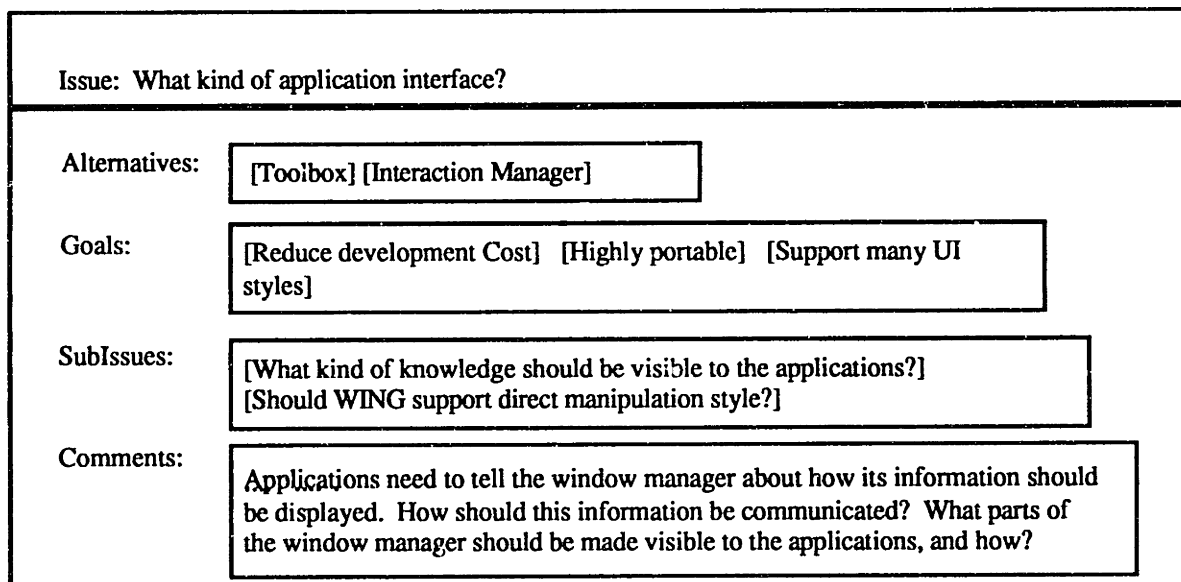 Issue: What kind of application interface?
Alternatives: [Toolbox] [Interaction Manager]
Goals: [Reduce development Cost] [Highly portable] [Support many UI
styles]
SubIssues: [What kind of knowledge should be visible to the applications?]
[Should WING support direct manipulation style?]
Comments: Applications need to tell the window manager about how its information should
be displayed. How should this information be communicated? What parts of
the window manager should be made visible to the applications, and how?